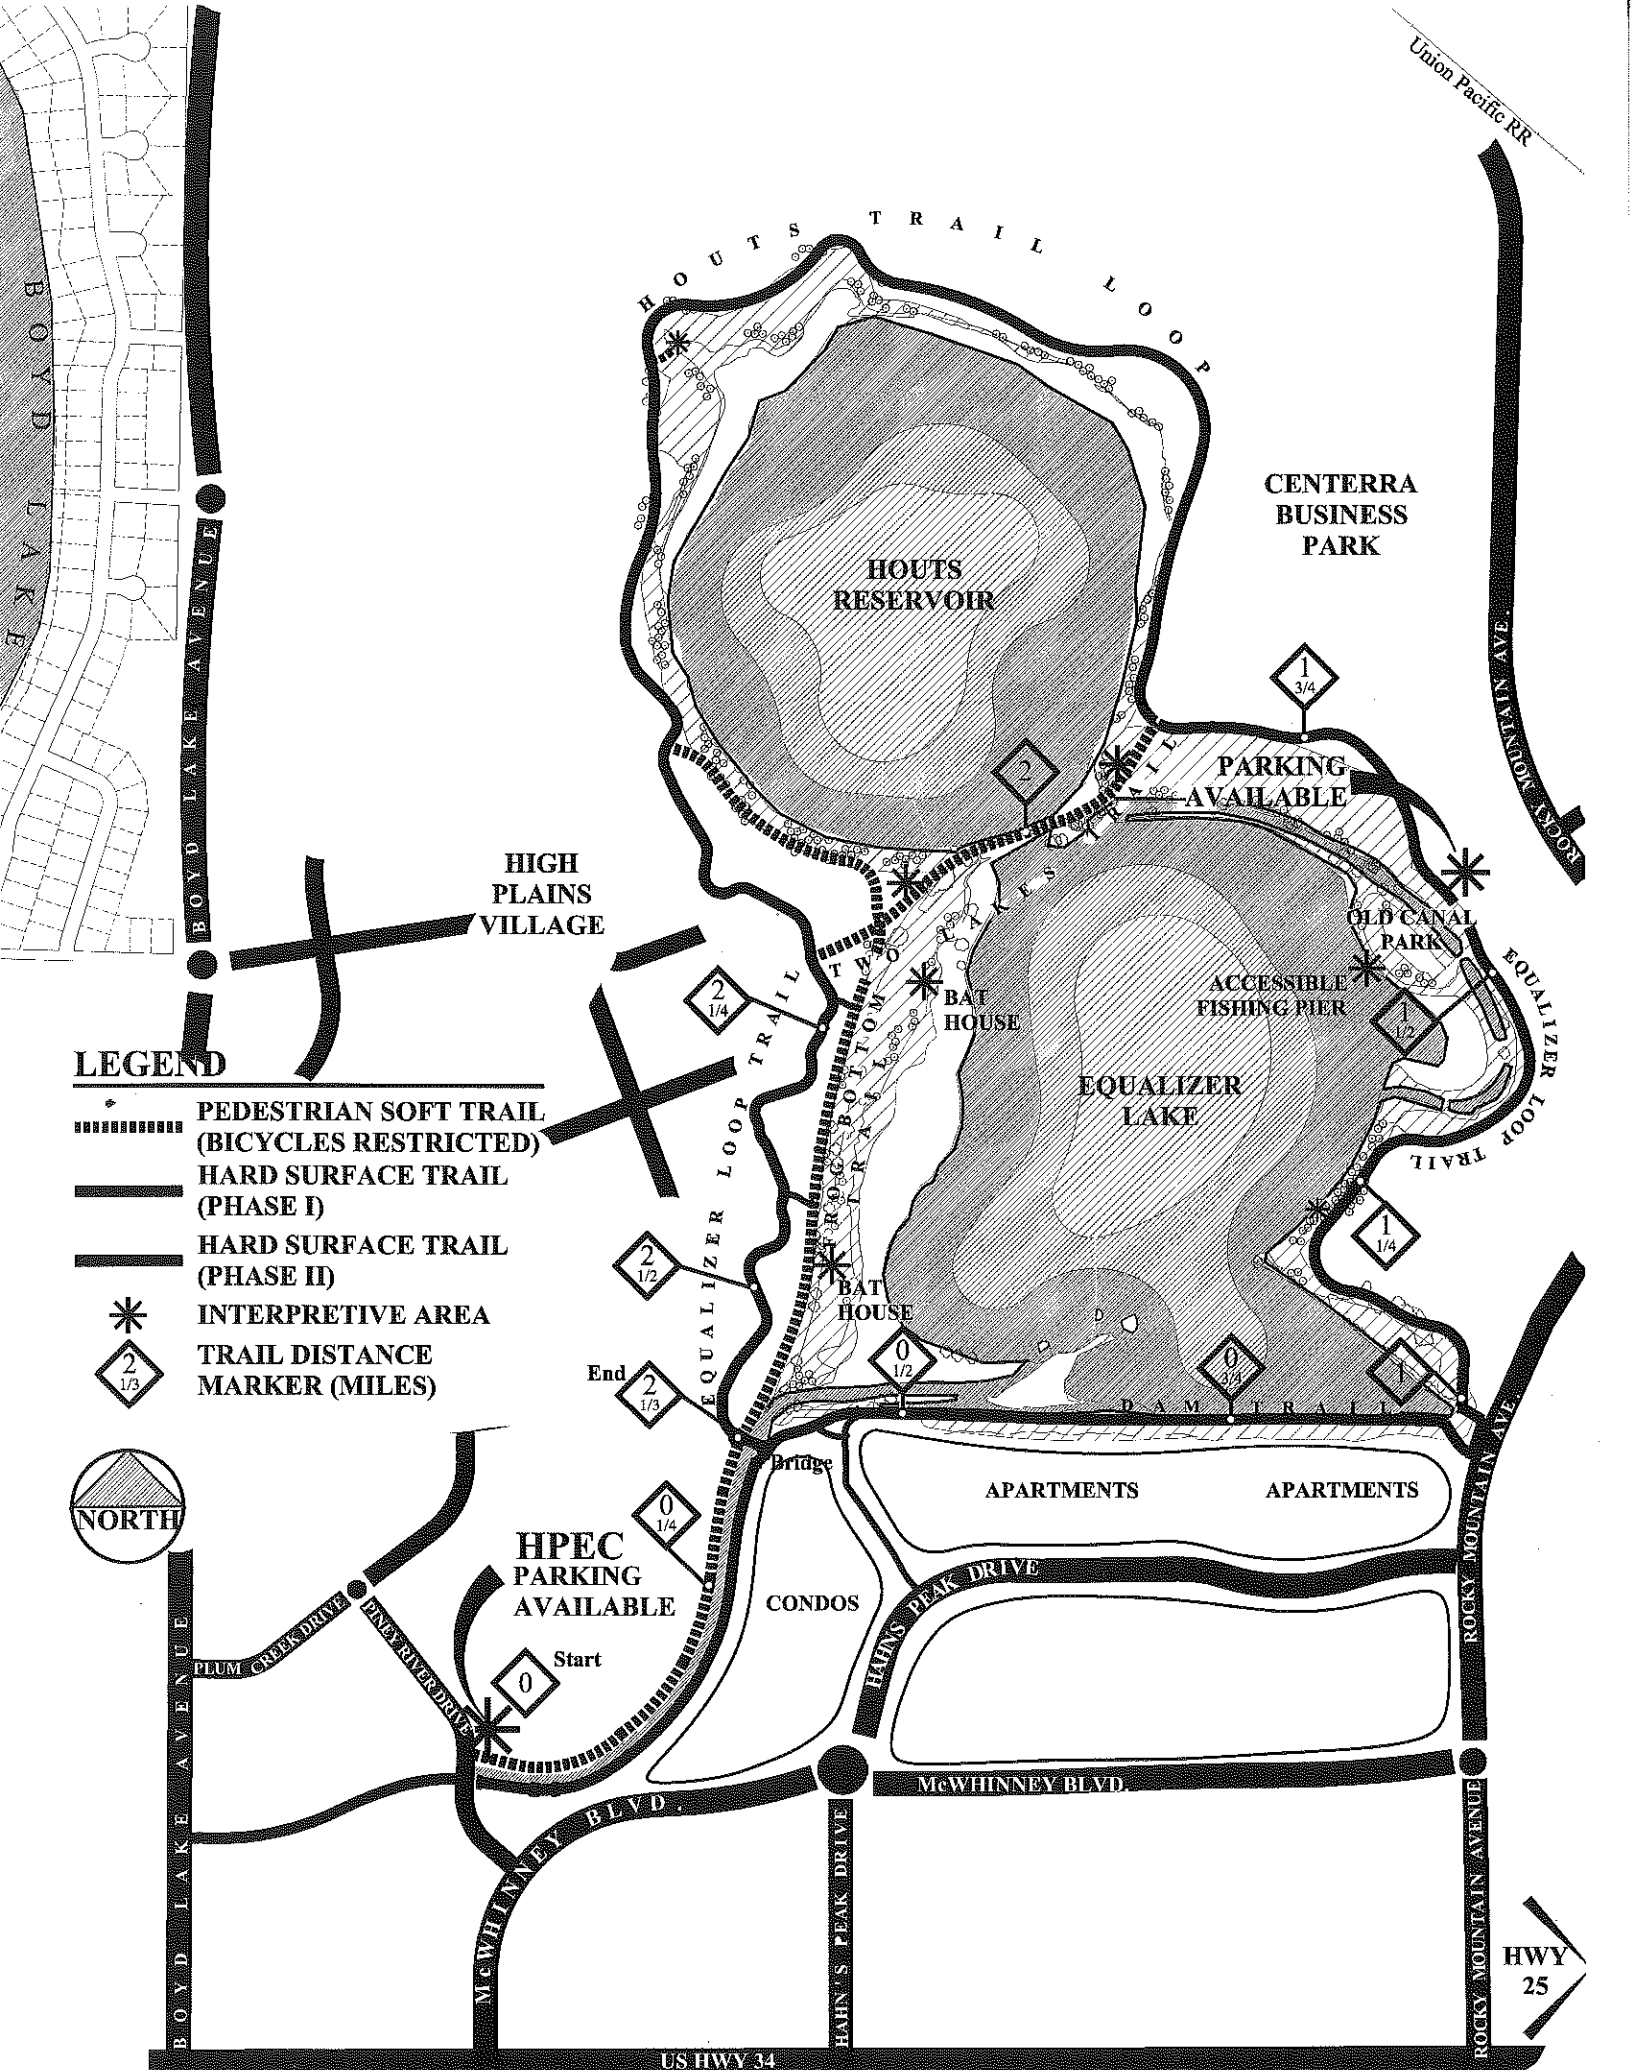 Union Pacific RR
HOUTS TRAIL LOOP
BOYD LAKE
BOYD LAKE AVENUE
CENTERRA
BUSINESS
PARK
HOUTS
RESERVOIR
ROCKY MOUNTAIN AVE.
ROCKY
1
3/4
2
PARKING
AVAILABLE
HIGH
PLAINS
VILLAGE
TWO LAKES TRAIL
OLD CANAL
PARK
ACCESSIBLE
FISHING PIER
1
1/2
EQUALIZER LOOP TRAIL
2
1/4
BAT
HOUSE
EQUALIZER LOOP TRAIL
FROG BOTTOM
TRAIL
EQUALIZER
LAKE
LEGEND
PEDESTRIAN SOFT TRAIL
(BICYCLES RESTRICTED)
HARD SURFACE TRAIL
(PHASE I)
HARD SURFACE TRAIL
(PHASE II)
INTERPRETIVE AREA
2
1/3
TRAIL DISTANCE
MARKER (MILES)
1
1/4
2
1/2
BAT
HOUSE
0
1/2
0
3/4
1
End
2
1/3
DAM TRAIL
Bridge
APARTMENTS
APARTMENTS
ROCKY MOUNTAIN AVE.
NORTH
0
1/4
HPEC
PARKING
AVAILABLE
CONDOS
HAHNS PEAK DRIVE
PLUM CREEK DRIVE
PINEY RIVER DRIVE
Start
0
ROCKY MOUNTAIN AVENUE
BOYD LAKE AVENUE
McWHINNEY BLVD.
McWHINNEY BLVD.
HAHN'S PEAK DRIVE
HWY
25
US HWY 34